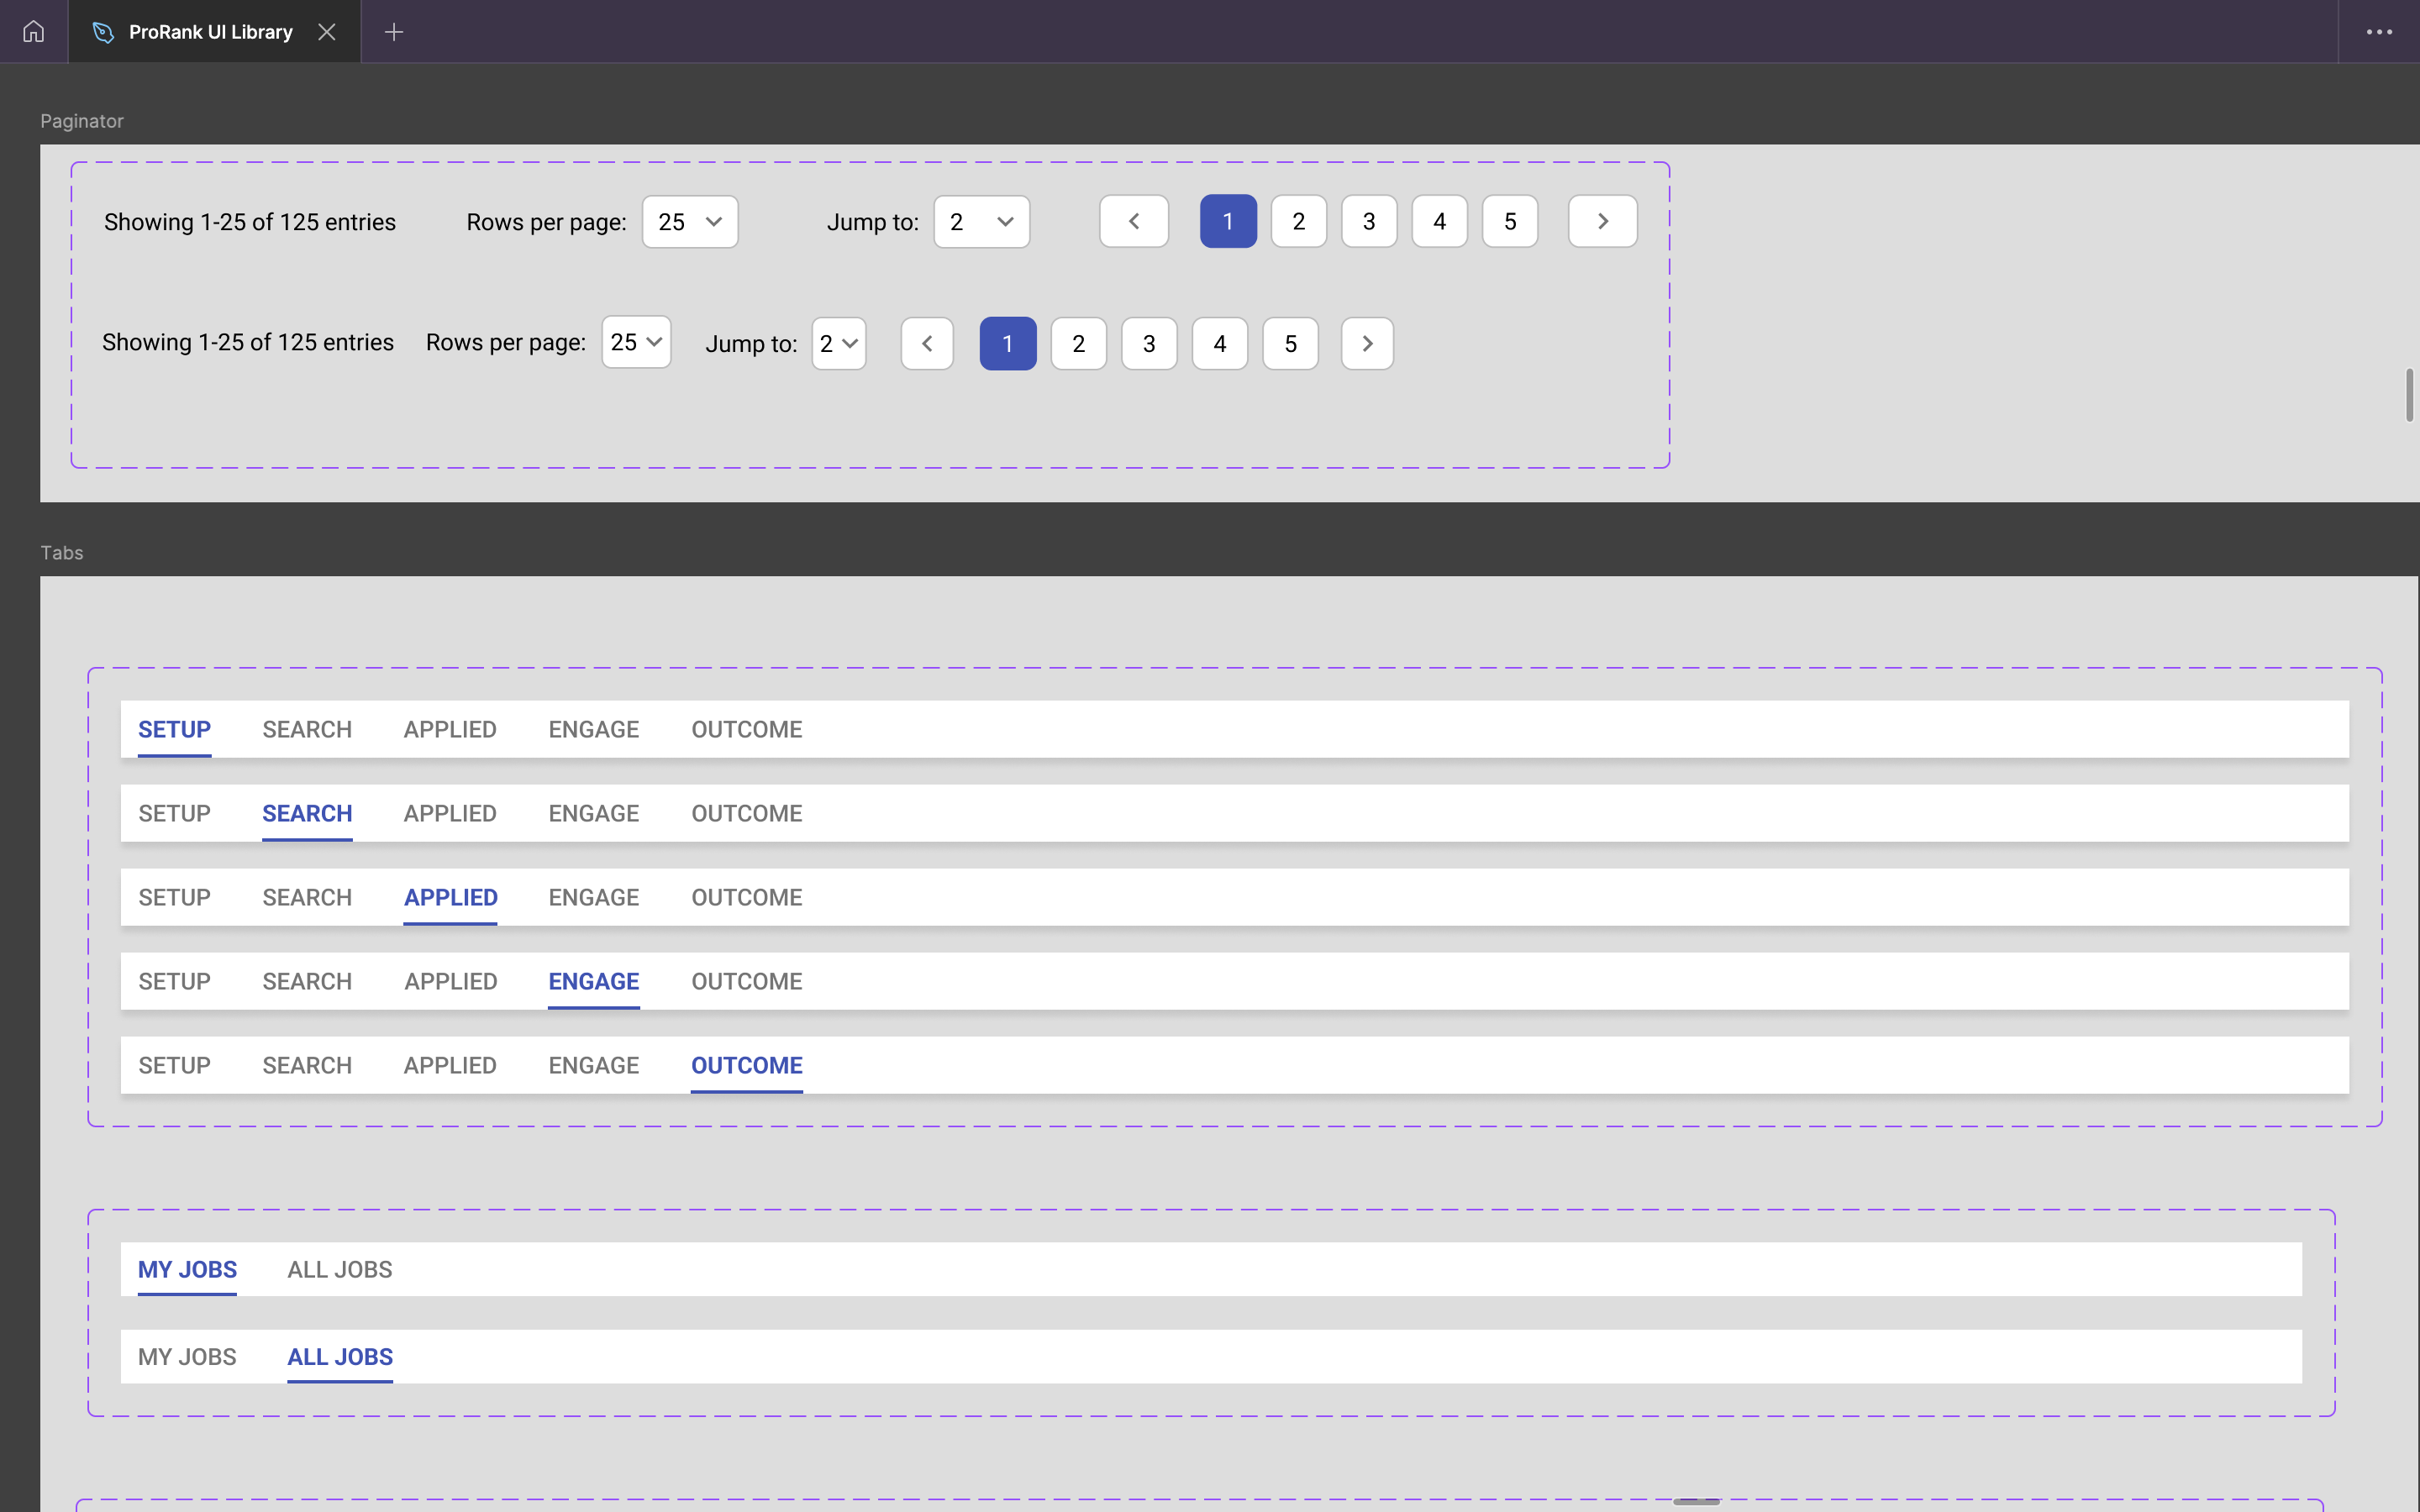 ProRank UI Library
Paginator
Showing 1-25 of 125 entries Rows per page: 25 Jump to: 2 1 2 3 4 5
Showing 1-25 of 125 entries Rows per page: 25 Jump to: 2 1 2 3 4 5
Tabs
SETUP SEARCH APPLIED ENGAGE OUTCOME
SETUP SEARCH APPLIED ENGAGE OUTCOME
SETUP SEARCH APPLIED ENGAGE OUTCOME
SETUP SEARCH APPLIED ENGAGE OUTCOME
SETUP SEARCH APPLIED ENGAGE OUTCOME
MY JOBS ALL JOBS
MY JOBS ALL JOBS